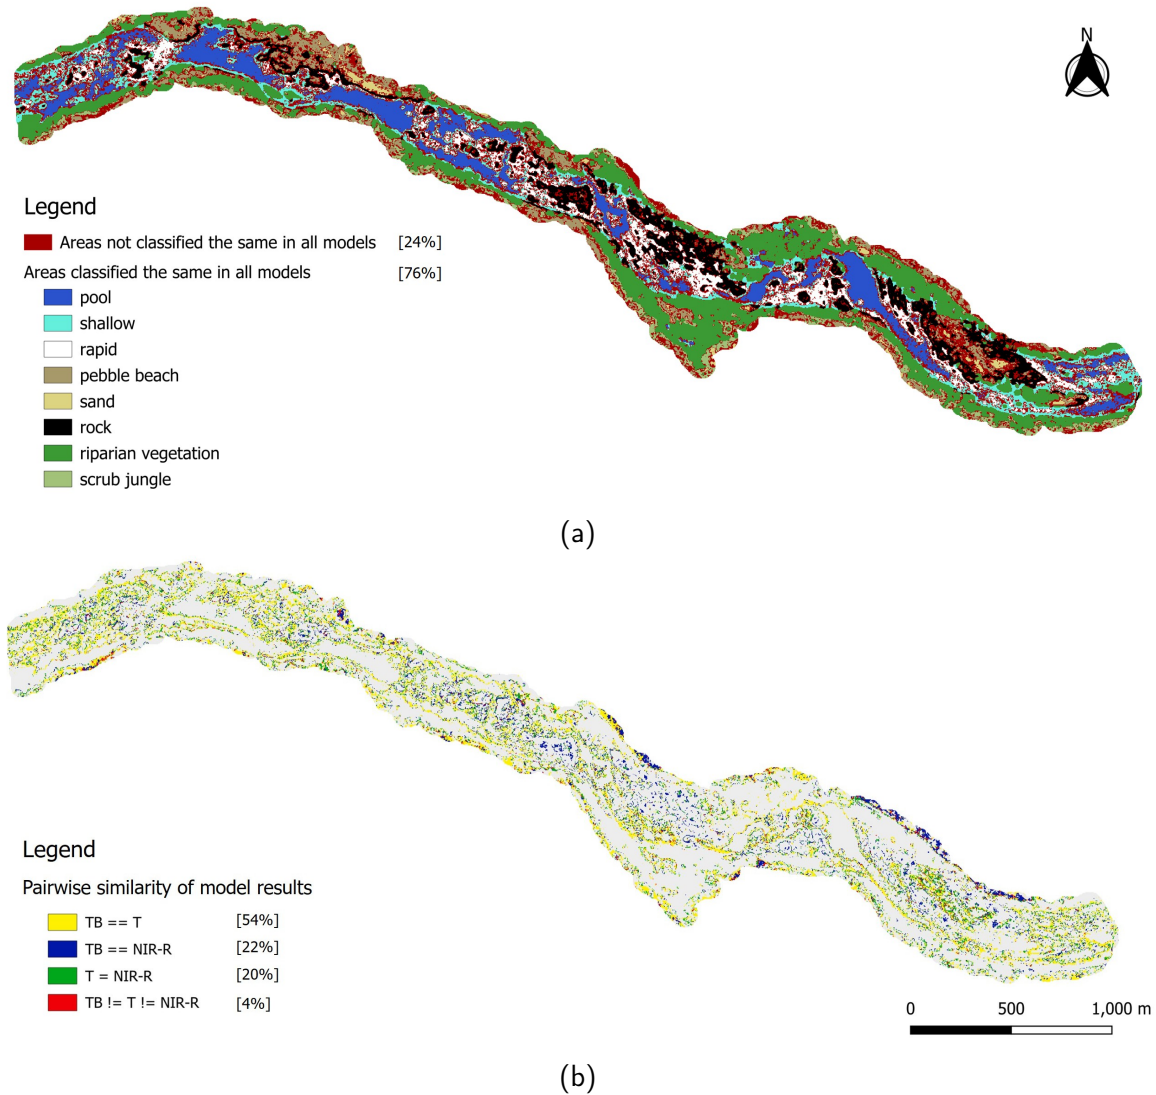 N
Legend
Areas not classified the same in all models [24%]
Areas classified the same in all models [76%]
pool
shallow
rapid
pebble beach
sand
rock
riparian vegetation
scrub jungle
(a)
Legend
Pairwise similarity of model results
TB == T [54%]
TB == NIR-R [22%]
T = NIR-R [20%]
TB != T != NIR-R [4%]
0 500 1,000 m
(b)